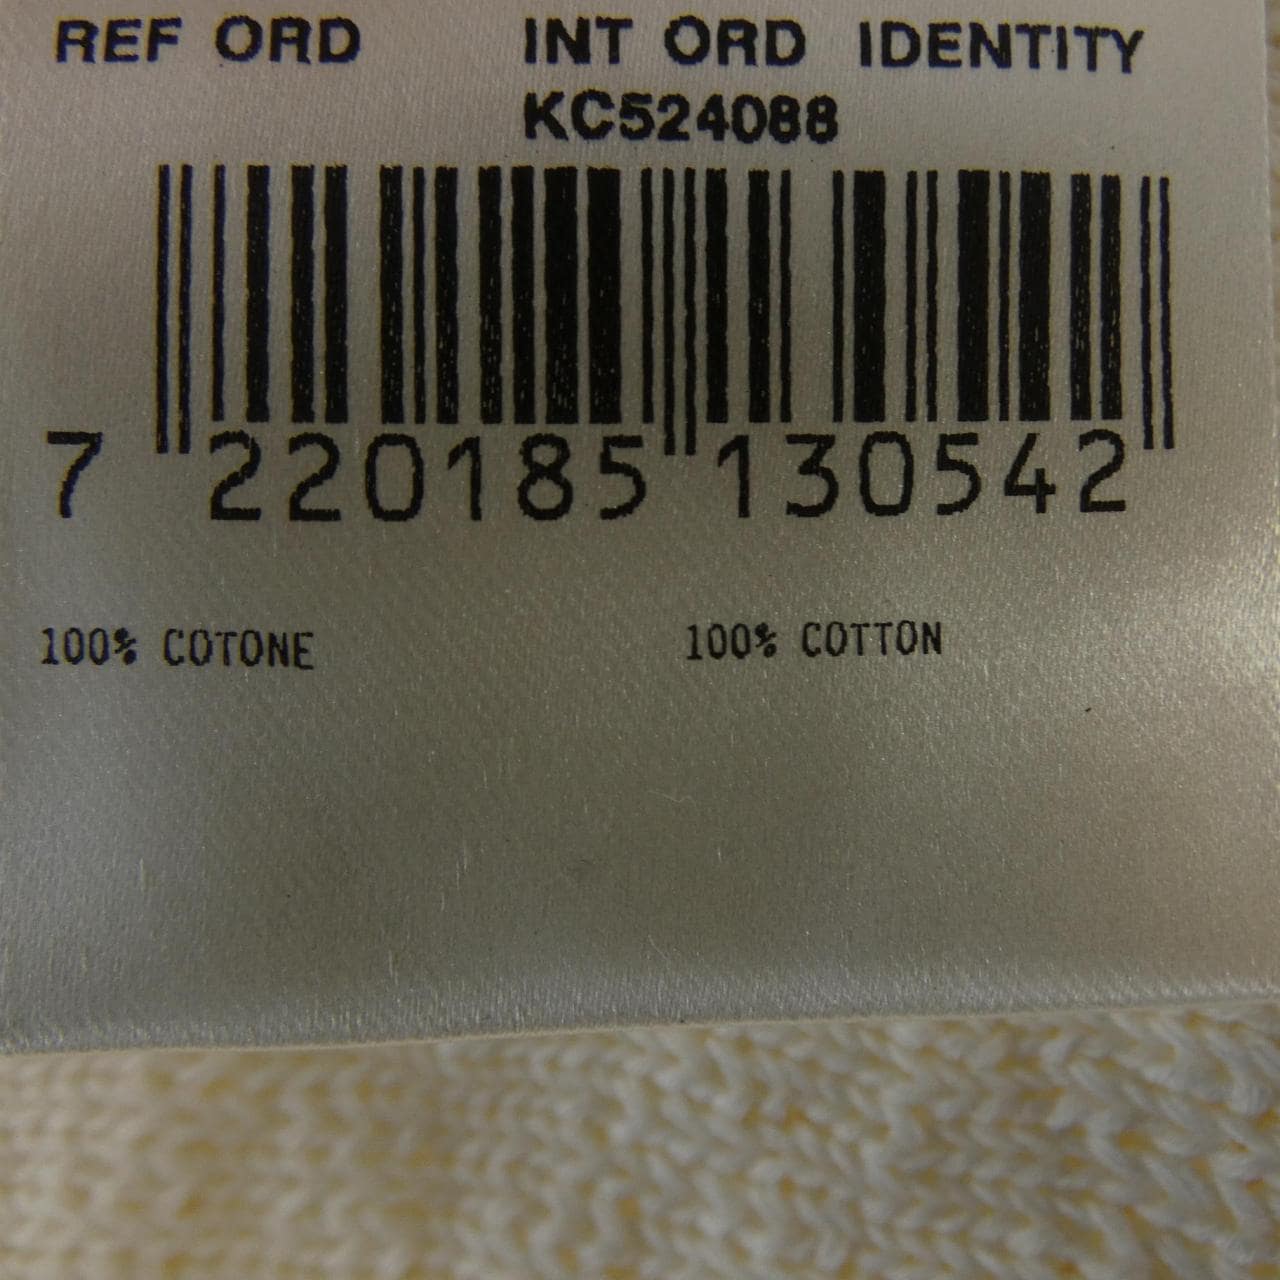 REF ORD INT ORD IDENTITY
KC524088
7 220185 130542
100% COTONE 100% COTTON